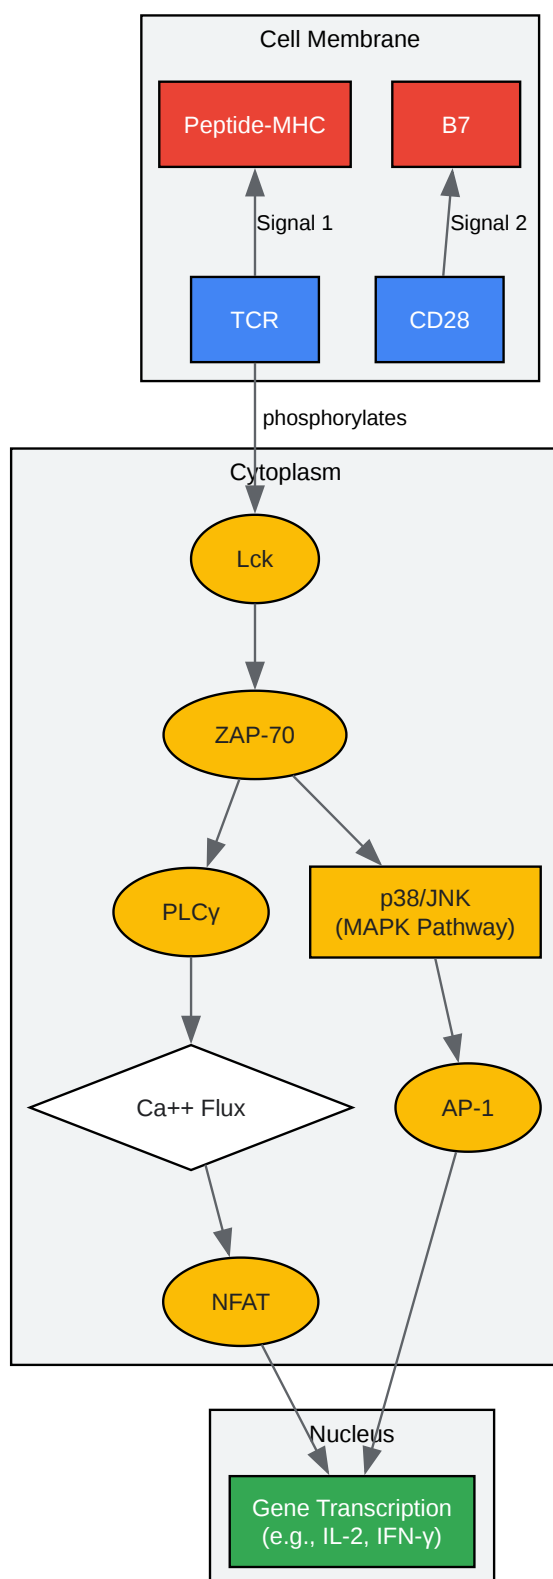 Cell Membrane
Peptide-MHC
B7
Signal 1
Signal 2
TCR
CD28
phosphorylates
Cytoplasm
Lck
ZAP-70
PLCγ
p38/JNK
(MAPK Pathway)
Ca++ Flux
AP-1
NFAT
Nucleus
Gene Transcription
(e.g., IL-2, IFN-γ)